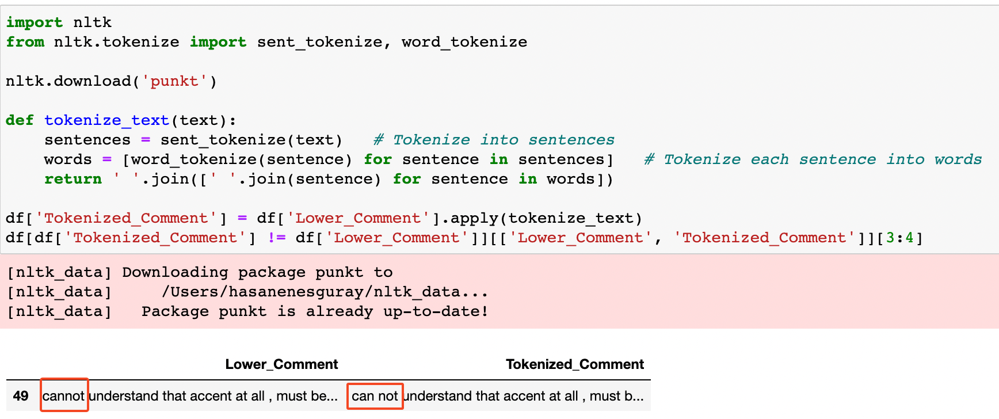 import nltk
from nltk.tokenize import sent_tokenize, word_tokenize
nltk.download('punkt')
def tokenize_text(text):
    sentences = sent_tokenize(text)   # Tokenize into sentences
    words = [word_tokenize(sentence) for sentence in sentences]   # Tokenize each sentence into words
    return ' '.join([' '.join(sentence) for sentence in words])
df['Tokenized_Comment'] = df['Lower_Comment'].apply(tokenize_text)
df[df['Tokenized_Comment'] != df['Lower_Comment']][['Lower_Comment', 'Tokenized_Comment']][3:4]
[nltk_data] Downloading package punkt to
[nltk_data]     /Users/hasanenesguray/nltk_data...
[nltk_data]   Package punkt is already up-to-date!
Lower_Comment Tokenized_Comment
49 cannot understand that accent at all , must be... can not understand that accent at all , must b...